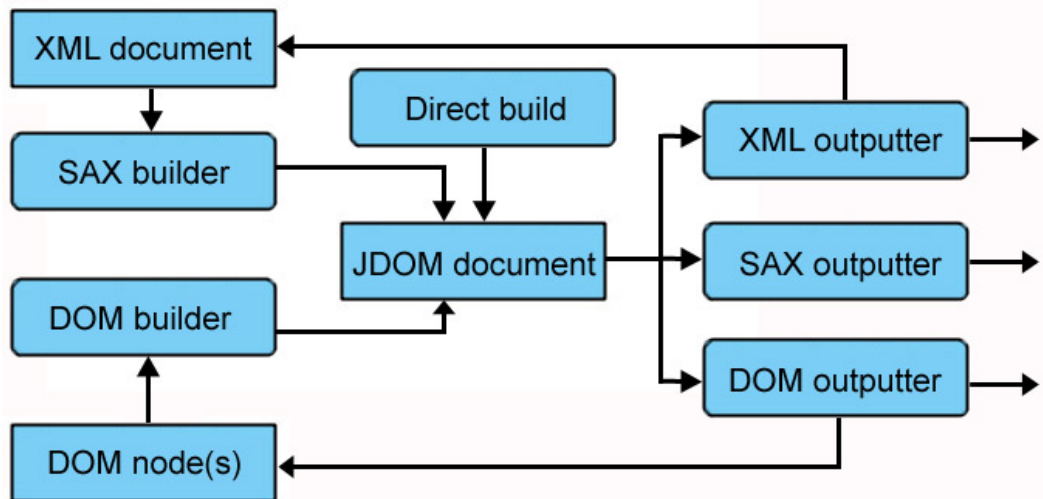 XML document
Direct build
XML outputter
SAX builder
JDOM document
SAX outputter
DOM builder
DOM outputter
DOM node(s)